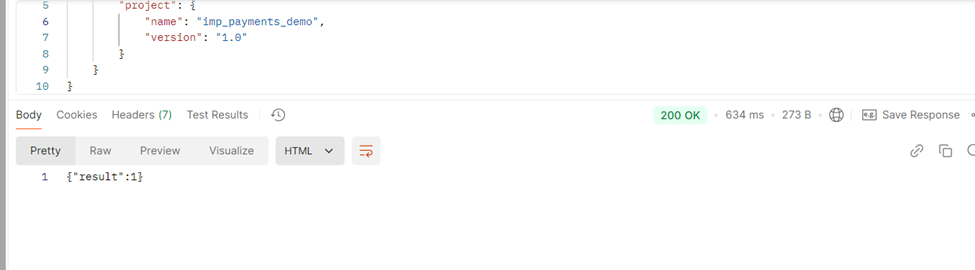 5 "project": {
6 "name": "imp_payments_demo",
7 "version": "1.0"
8 }
9 }
10 }
Body Cookies Headers (7) Test Results 200 OK • 634 ms • 273 B • e.g. Save Response
Pretty Raw Preview Visualize HTML
1 {"result":1}